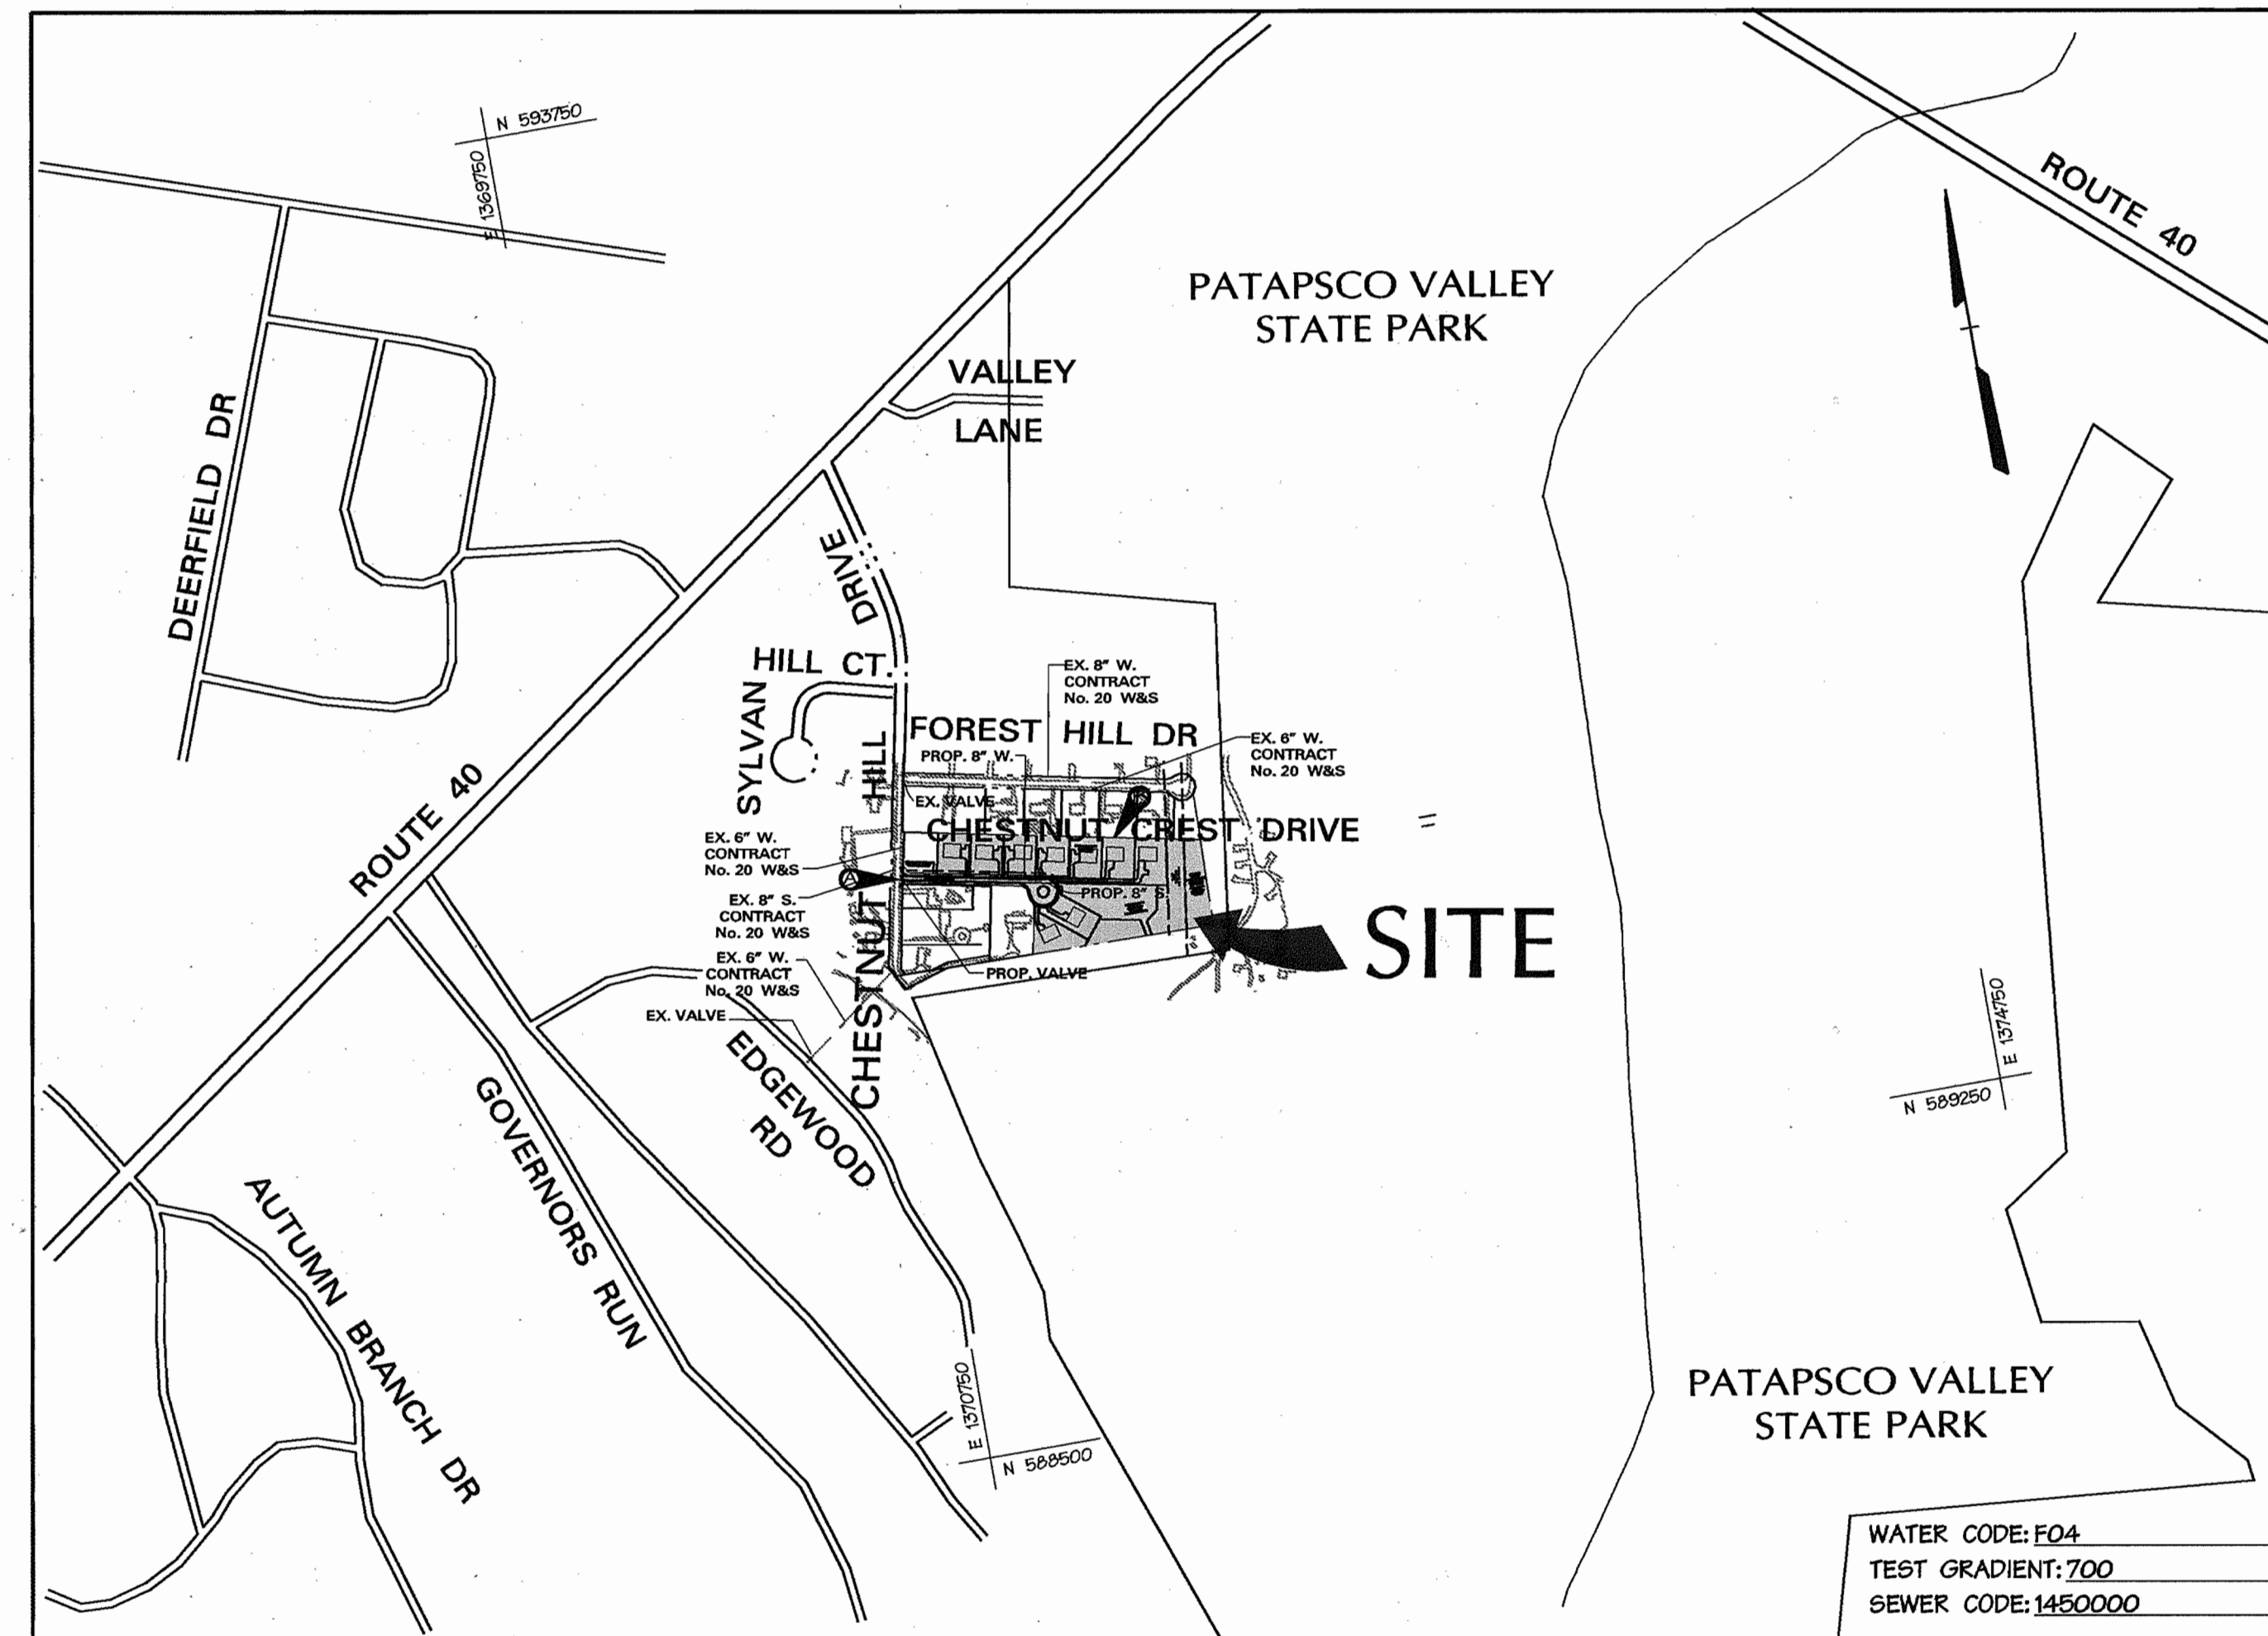 N 593750
E 1369750
ROUTE 40
PATAPSCO VALLEY
STATE PARK
VALLEY
LANE
DEERFIELD DR
DRIVE
HILL CT.
SYLVAN
EX. 8" W.
CONTRACT
No. 20 W&S
FOREST HILL DR
PROP. 8" W.
EX. 6" W.
CONTRACT
No. 20 W&S
HILL
EX. VALVE
CHESTNUT CREST DRIVE
ROUTE 40
EX. 6" W.
CONTRACT
No. 20 W&S
A
PROP. 8" S.
EX. 8" S.
CONTRACT
No. 20 W&S
CHESTNUT
SITE
EX. 6" W.
CONTRACT
No. 20 W&S
PROP. VALVE
EX. VALVE
CHESTNUT
EDGEWOOD
RD
E 1374750
N 589250
GOVERNORS RUN
AUTUMN BRANCH DR
E 1370750
N 588500
PATAPSCO VALLEY
STATE PARK
WATER CODE: F04
TEST GRADIENT: 700
SEWER CODE: 1450000